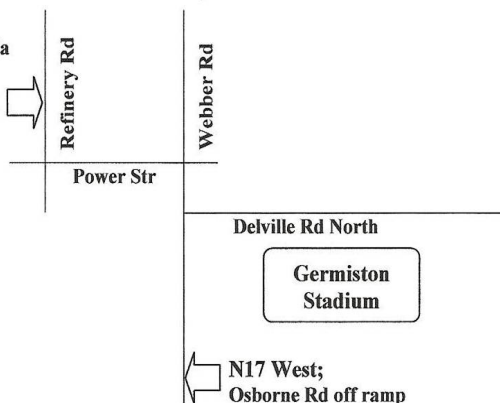 a
Refinery Rd
Webber Rd
Power Str
Delville Rd North
Germiston
Stadium
N17 West;
Osborne Rd off ramp